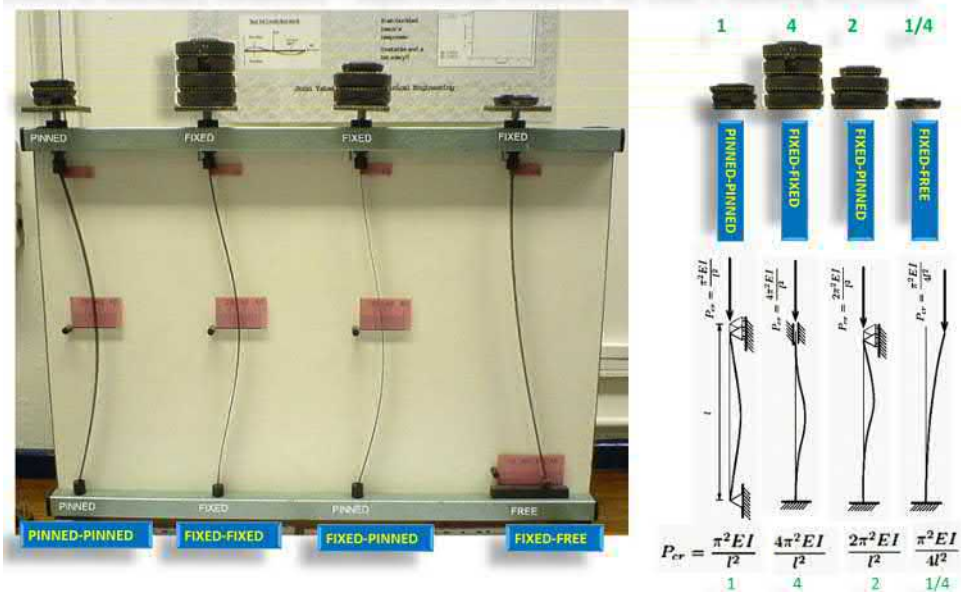 1 4 2 1/4
PINNED FIXED FIXED FIXED
PINNED-PINNED
FIXED-FIXED
FIXED-PINNED
FIXED-FREE
P_cr = π²EI/l²
P_cr = 4π²EI/l²
P_cr = 2π²EI/l²
P_cr = π²EI/4l²
l
PINNED FIXED PINNED FREE
PINNED-PINNED FIXED-FIXED FIXED-PINNED FIXED-FREE
P_cr = π²EI/l² 4π²EI/l² 2π²EI/l² π²EI/4l²
1 4 2 1/4